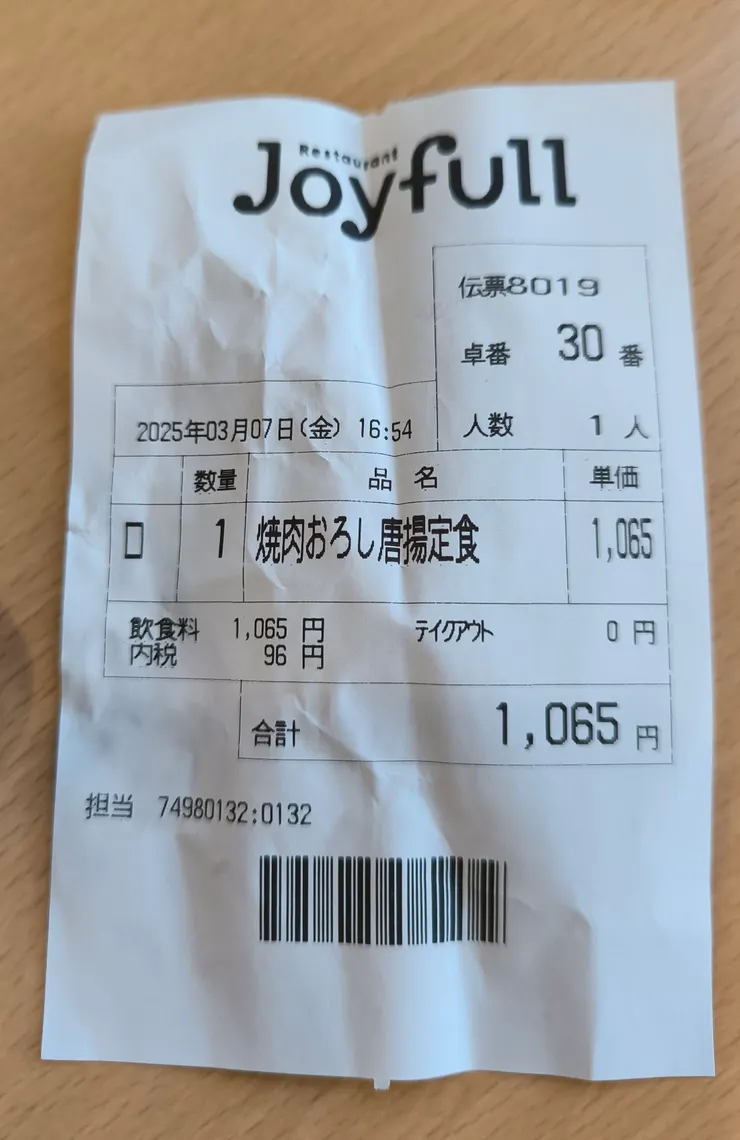 Restaurant
Joyfull
伝票8019
卓番 30 番
2025年03月07日(金) 16:54
人数 1 人
数量 品 名 単価
□ 1 焼肉おろし唐揚定食 1,065
飲食料 1,065 円 テイクアウト 0 円
内税 96 円
合計 1,065 円
担当 74980132:0132